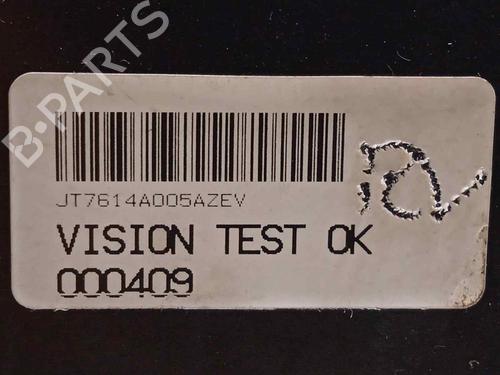 B-PARTS
JT7614A005AZEV
VISION TEST OK
000409